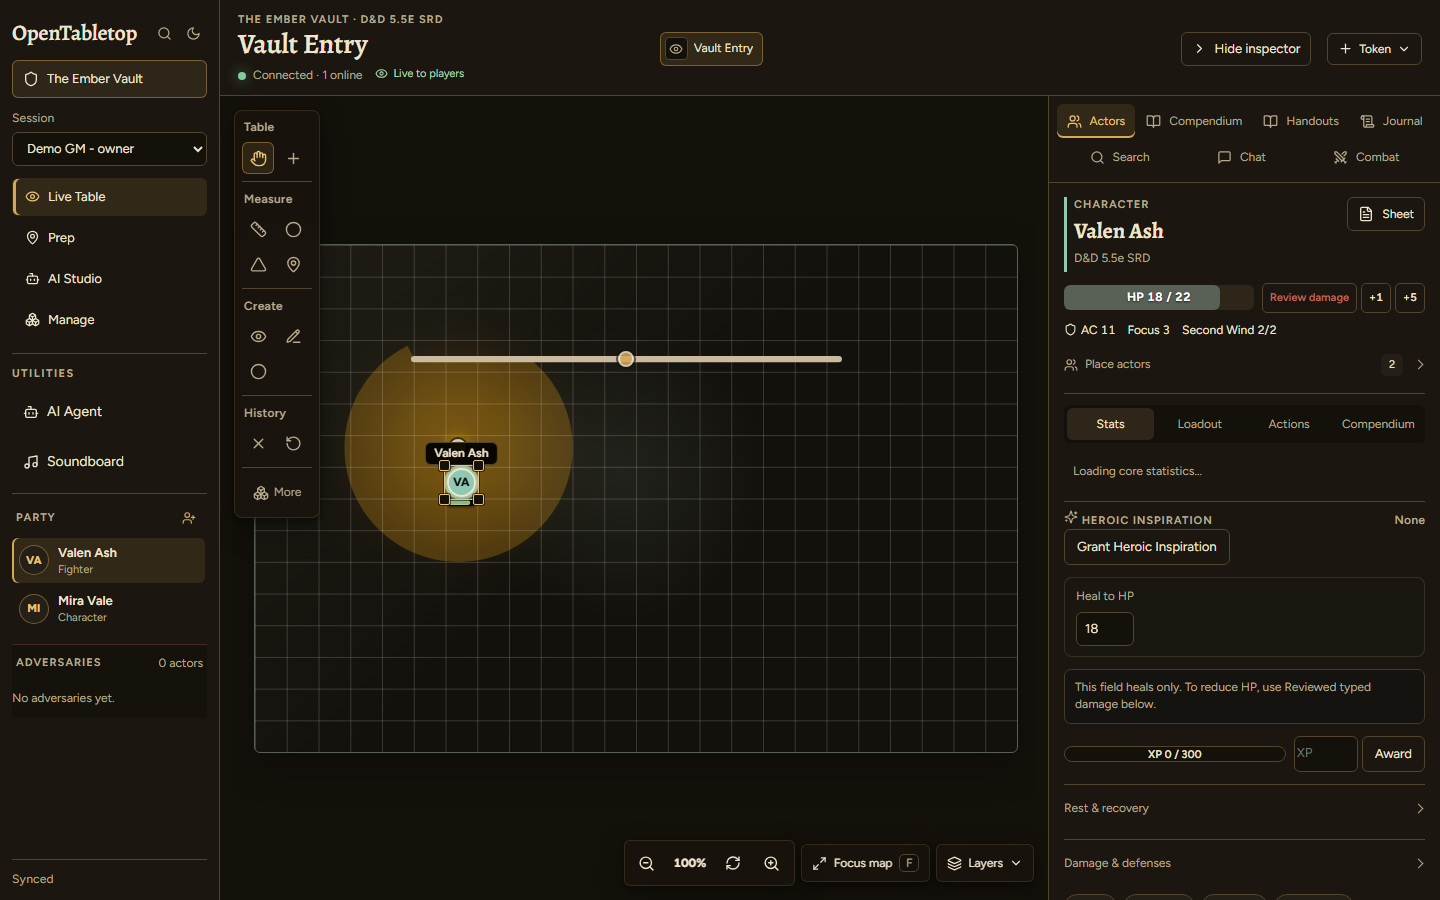 OpenTabletop
The Ember Vault
Session
Demo GM - owner
Live Table
Prep
AI Studio
Manage
UTILITIES
AI Agent
Soundboard
PARTY
VA
Valen Ash
Fighter
MI
Mira Vale
Character
ADVERSARIES
0 actors
No adversaries yet.
Synced
THE EMBER VAULT · D&D 5.5E SRD
Vault Entry
Connected · 1 online
Live to players
Vault Entry
Hide inspector
Token
Table
Measure
Create
History
More
Valen Ash
VA
100%
Focus map
F
Layers
Actors
Compendium
Handouts
Journal
Search
Chat
Combat
CHARACTER
Valen Ash
D&D 5.5e SRD
Sheet
HP 18 / 22
Review damage
+1
+5
AC 11
Focus 3
Second Wind 2/2
Place actors
2
Stats
Loadout
Actions
Compendium
Loading core statistics...
HEROIC INSPIRATION
None
Grant Heroic Inspiration
Heal to HP
18
This field heals only. To reduce HP, use Reviewed typed
damage below.
XP 0 / 300
XP
Award
Rest & recovery
Damage & defenses